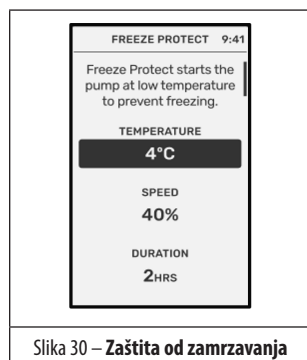 FREEZE PROTECT 9:41
Freeze Protect starts the
pump at low temperature
to prevent freezing.
TEMPERATURE
4°C
SPEED
40%
DURATION
2HRS
Slika 30 – Zaštita od zamrzavanja